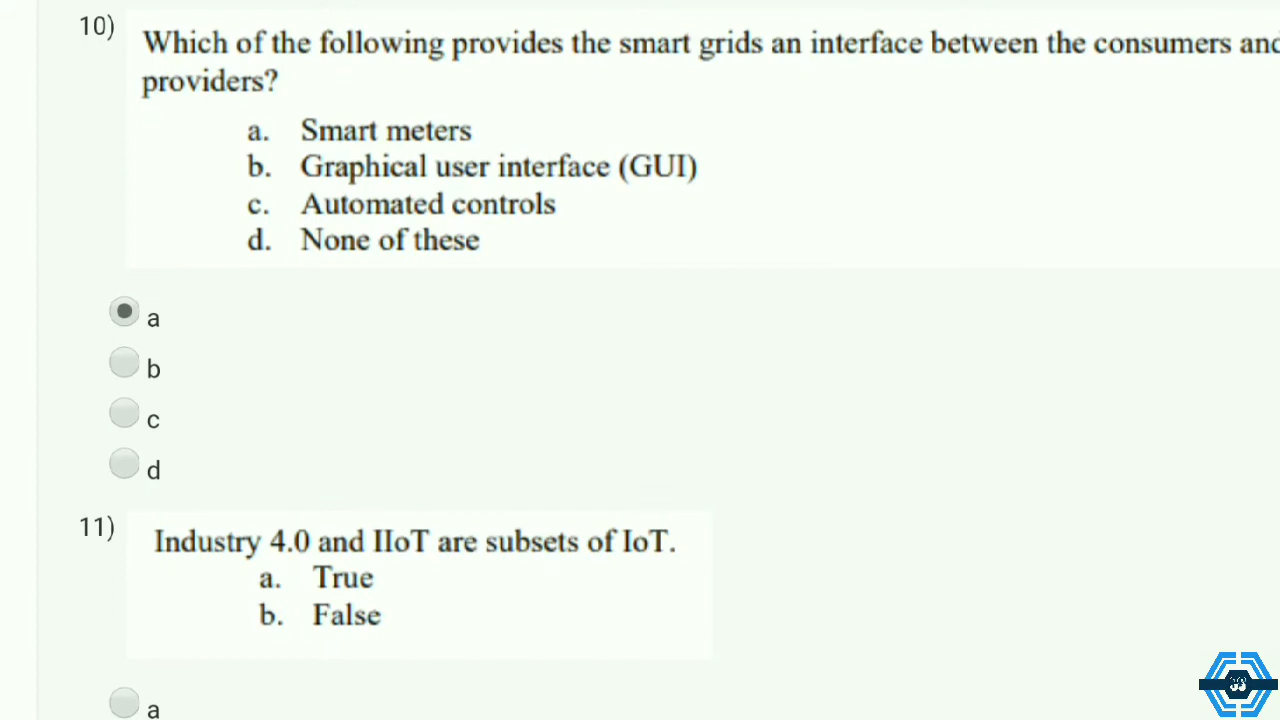 10)
Which of the following provides the smart grids an interface between the consumers and
providers?
a. Smart meters
b. Graphical user interface (GUI)
c. Automated controls
d. None of these
a
b
c
d
11)
Industry 4.0 and IIoT are subsets of IoT.
a. True
b. False
a